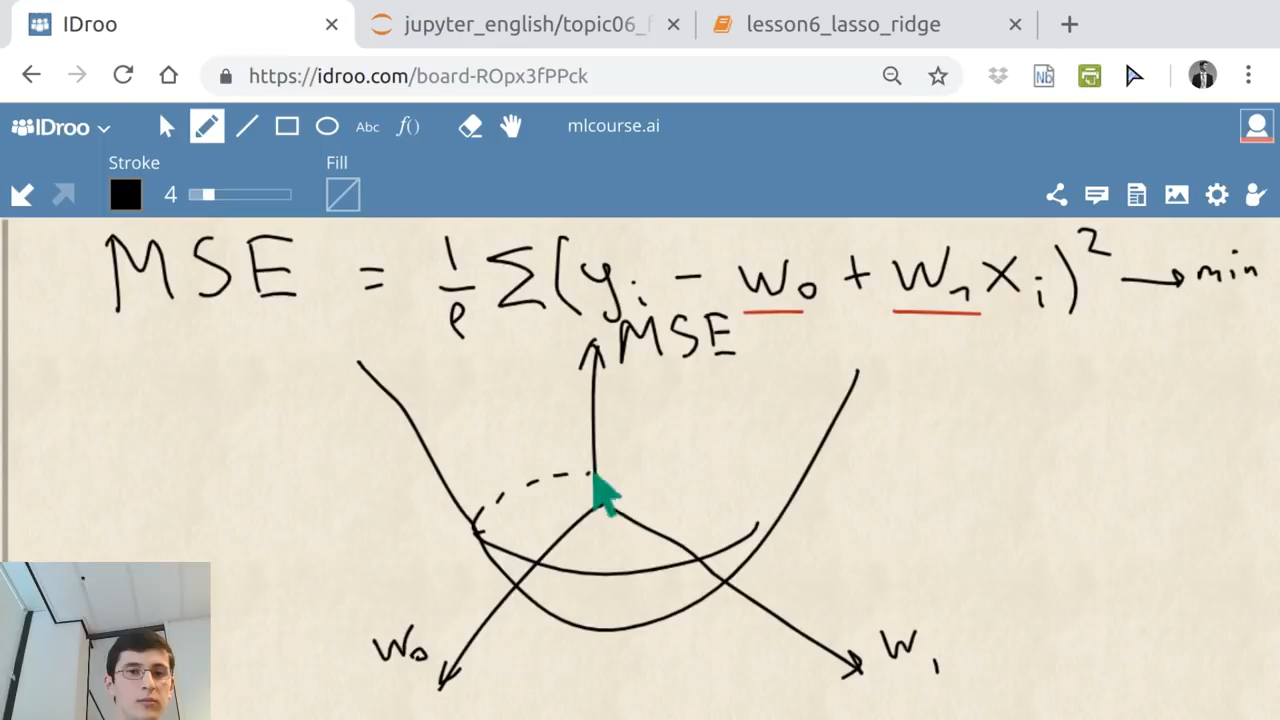 IDroo
jupyter_english/topic06_f
lesson6_lasso_ridge
https://idroo.com/board-ROpx3fPPck
IDroo
Abc
f()
mlcourse.ai
Stroke
Fill
4
MSE = 1/ℓ Σ(yᵢ - w₀ + w₁xᵢ)² → min
MSE
w₀
w₁